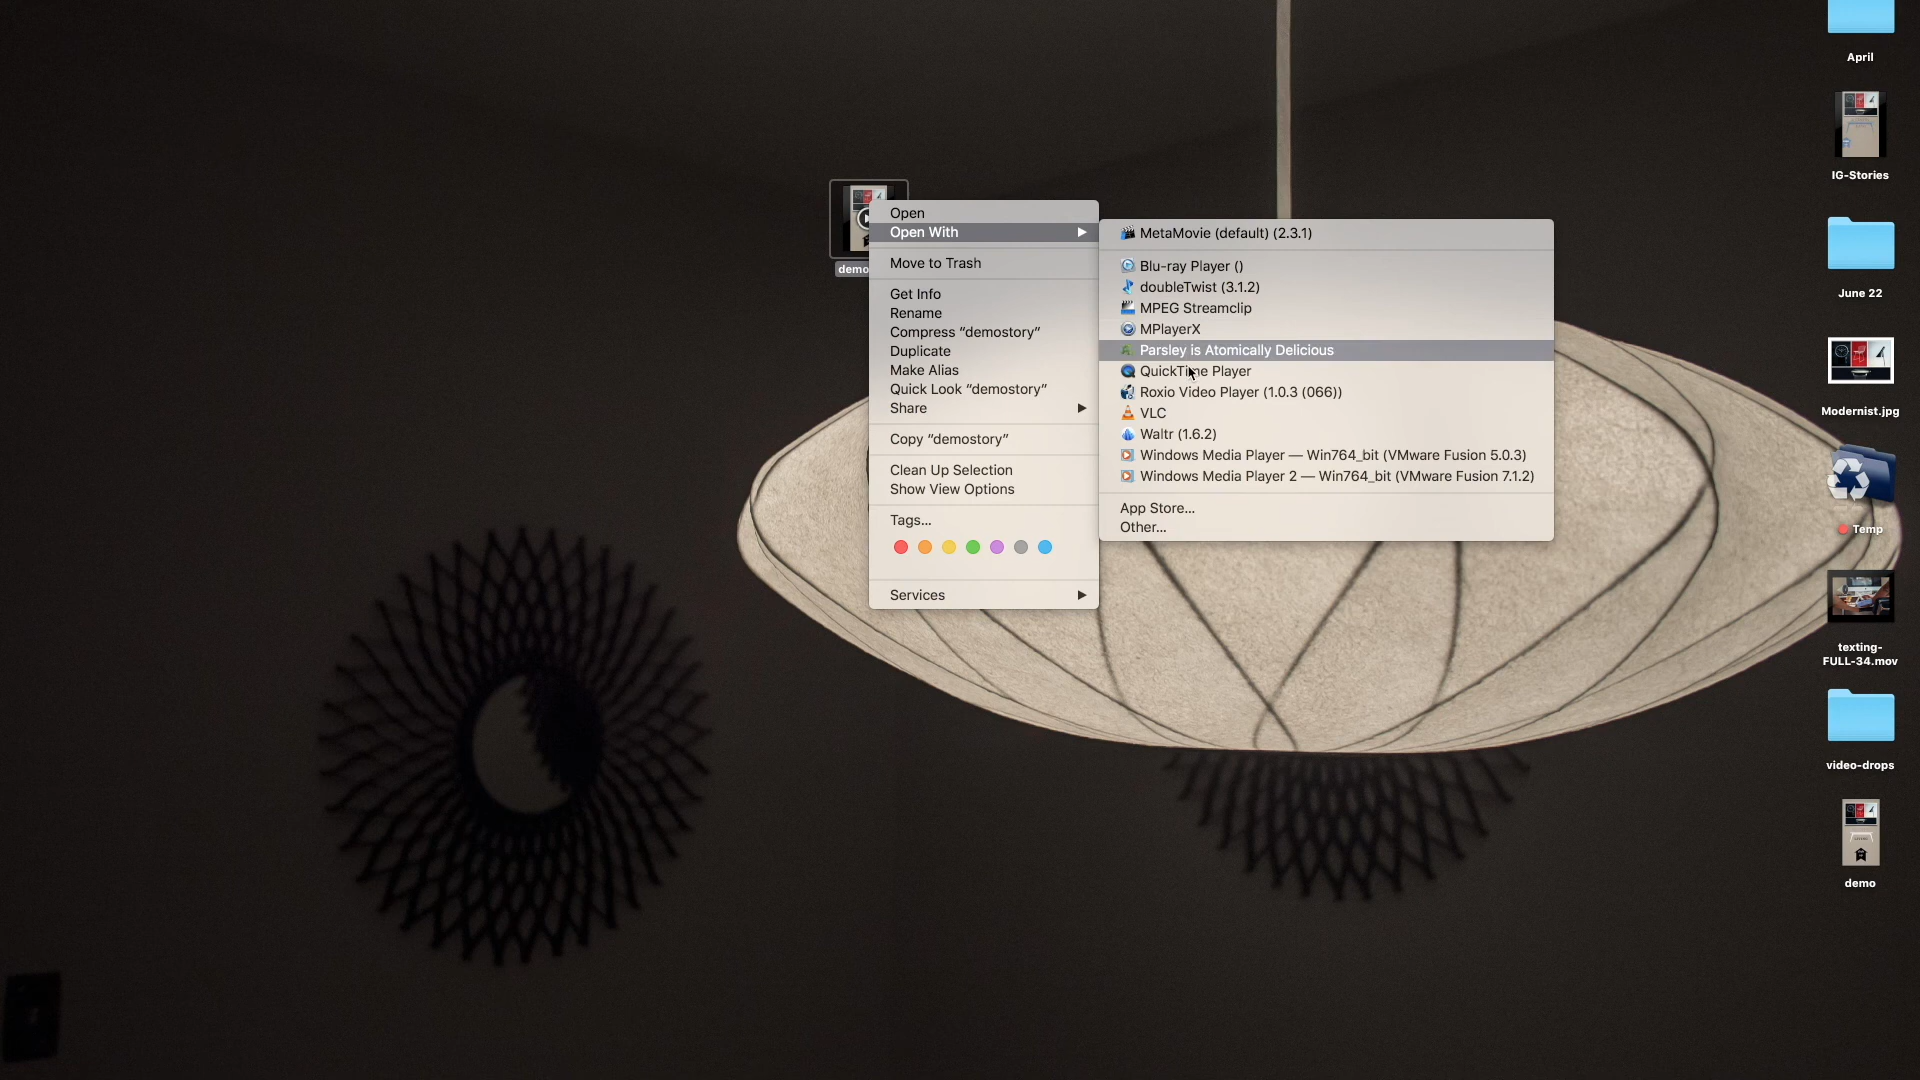 demo
Open
Open With
Move to Trash
Get Info
Rename
Compress “demostory”
Duplicate
Make Alias
Quick Look “demostory”
Share
Copy “demostory”
Clean Up Selection
Show View Options
Tags...
Services
MetaMovie (default) (2.3.1)
Blu-ray Player ()
doubleTwist (3.1.2)
MPEG Streamclip
MPlayerX
Parsley is Atomically Delicious
QuickTime Player
Roxio Video Player (1.0.3 (066))
VLC
Waltr (1.6.2)
Windows Media Player — Win764_bit (VMware Fusion 5.0.3)
Windows Media Player 2 — Win764_bit (VMware Fusion 7.1.2)
App Store...
Other...
April
IG-Stories
June 22
Modernist.jpg
Temp
texting-
FULL-34.mov
video-drops
demo